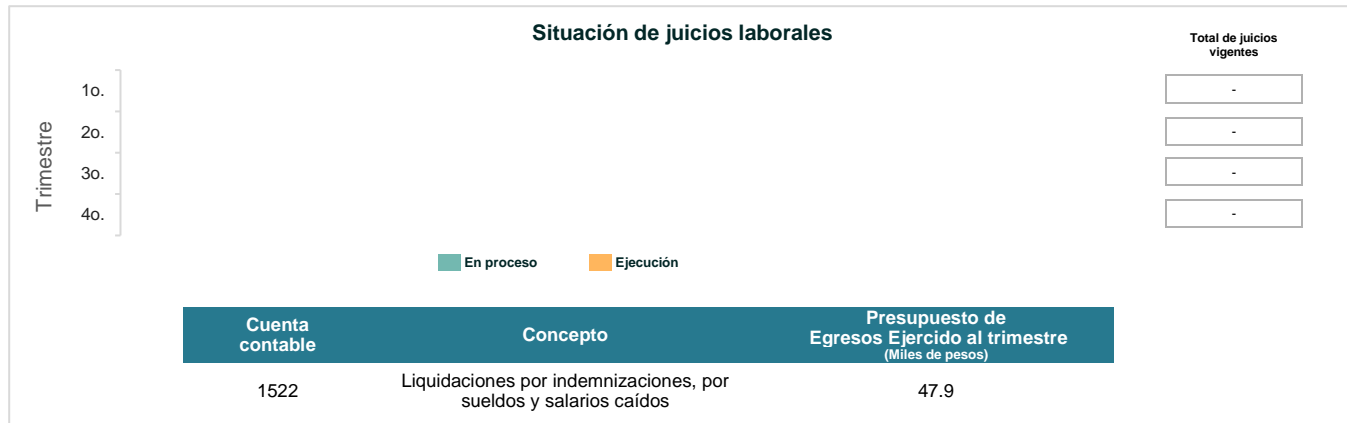 Situación de juicios laborales
Total de juicios
vigentes
Trimestre
1o.
-
2o.
-
3o.
-
4o.
-
En proceso
Ejecución
Cuenta
contable
Concepto
Presupuesto de
Egresos Ejercido al trimestre
(Miles de pesos)
1522
Liquidaciones por indemnizaciones, por
sueldos y salarios caídos
47.9